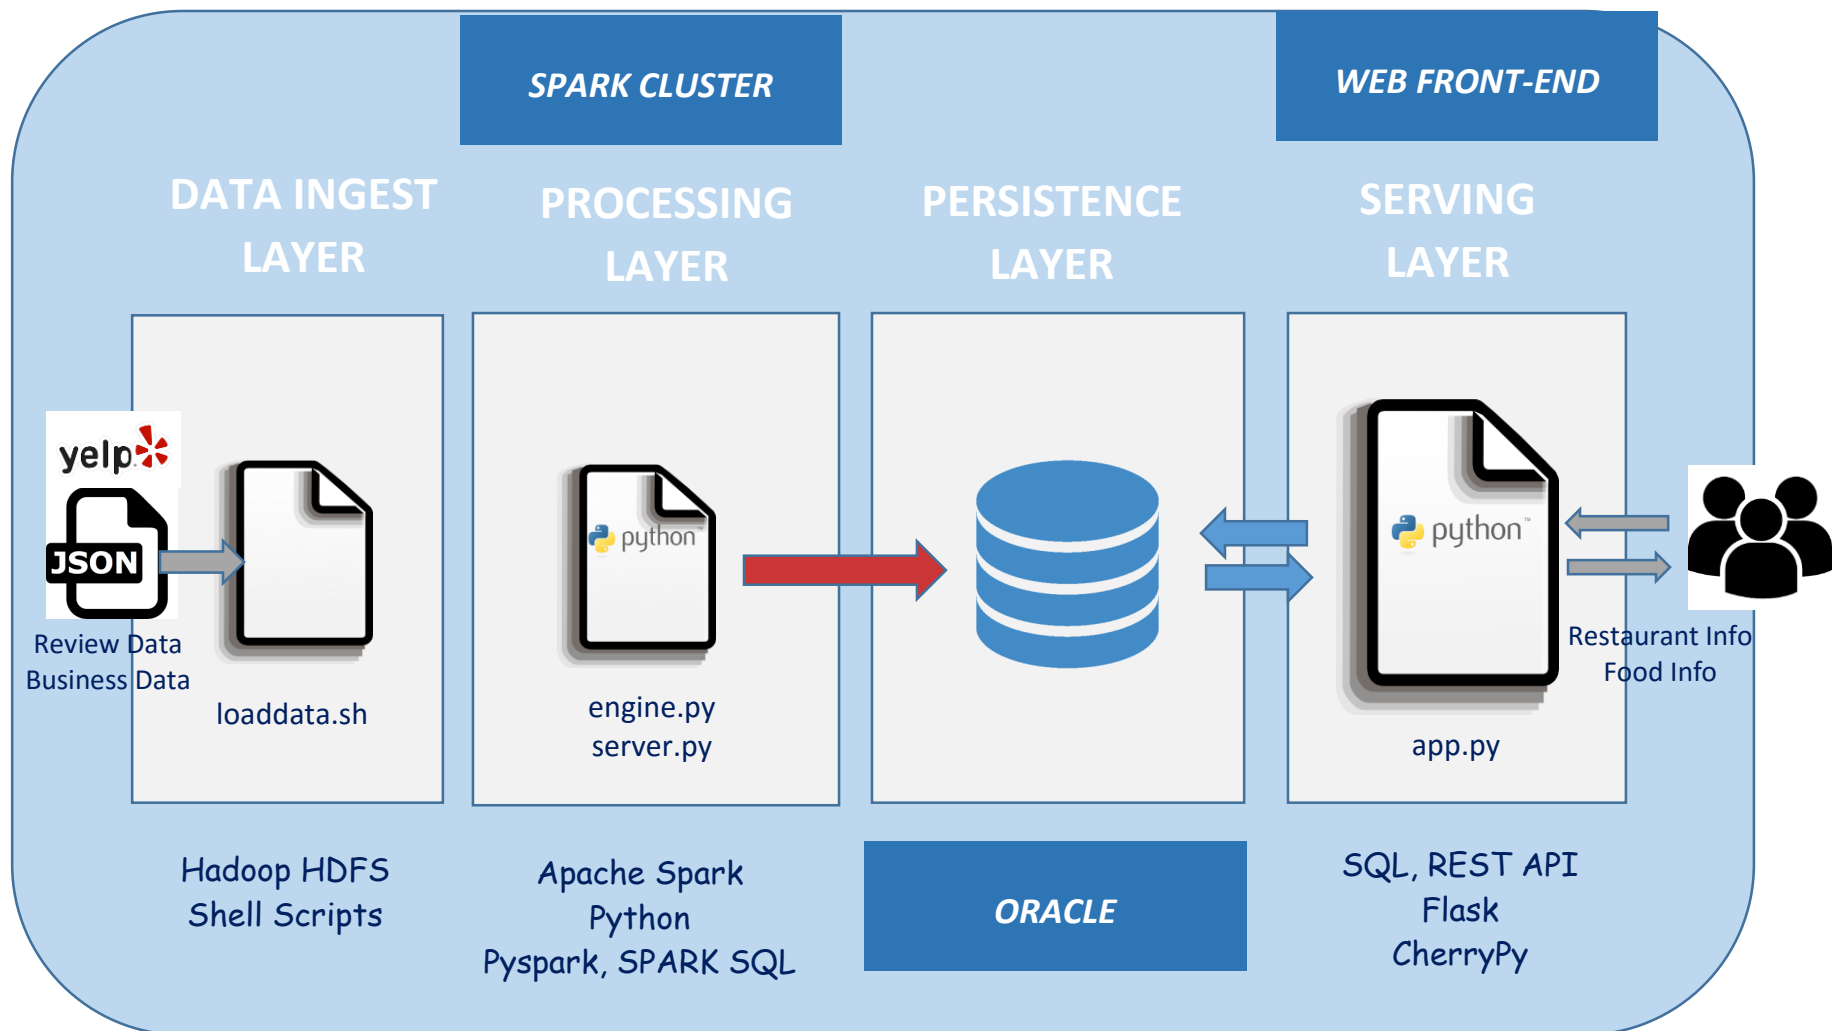 SPARK CLUSTER
WEB FRONT-END
DATA INGEST
LAYER
PROCESSING
LAYER
PERSISTENCE
LAYER
SERVING
LAYER
yelp
JSON
Review Data
Business Data
loaddata.sh
python™
engine.py
server.py
python™
app.py
Restaurant Info
Food Info
Hadoop HDFS
Shell Scripts
Apache Spark
Python
Pyspark, SPARK SQL
ORACLE
SQL, REST API
Flask
CherryPy